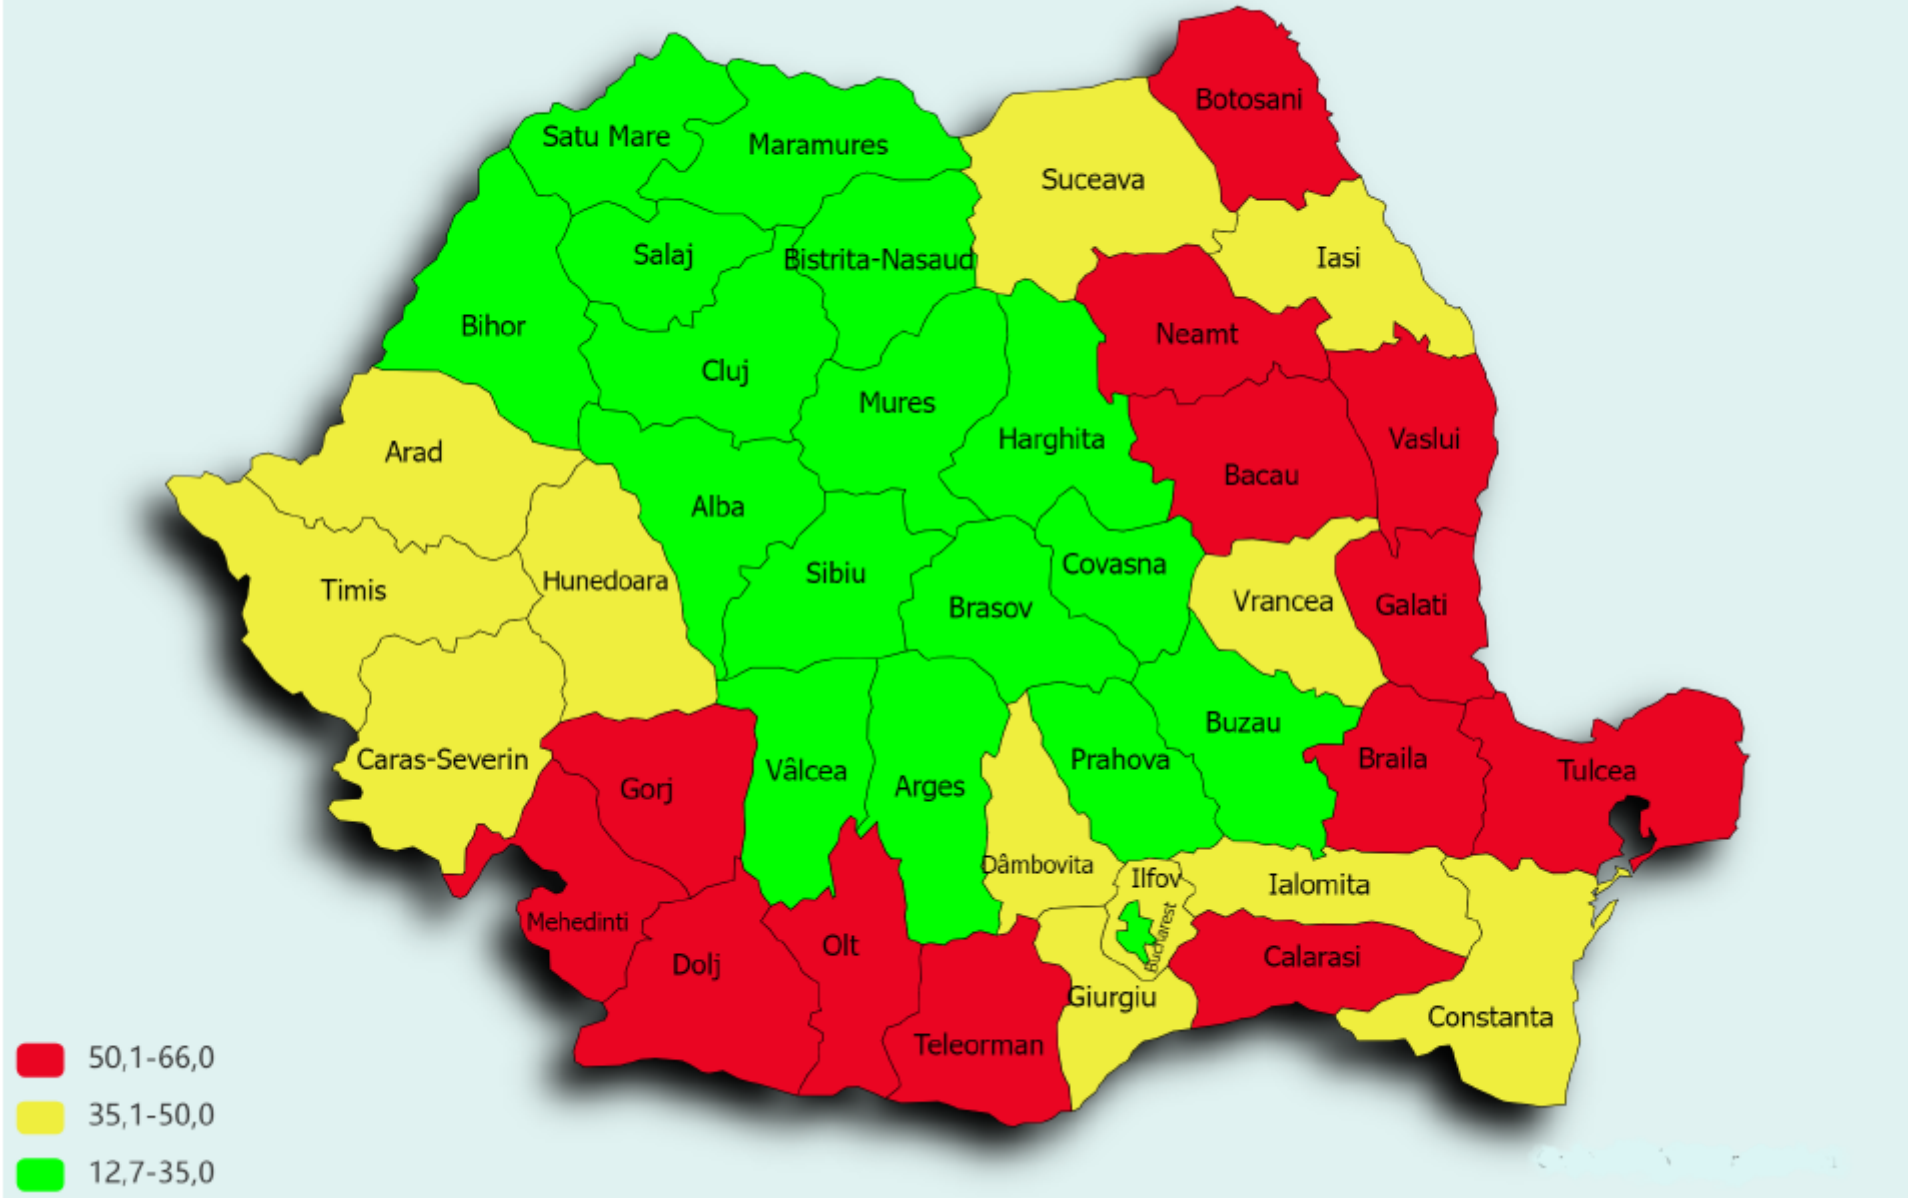 Botosani
Satu Mare
Maramures
Suceava
Salaj
Bistrita-Nasaud
Iasi
Bihor
Neamt
Cluj
Mures
Harghita
Vaslui
Arad
Bacau
Alba
Timis
Hunedoara
Sibiu
Covasna
Brasov
Vrancea
Galati
Caras-Severin
Gorj
Vâlcea
Arges
Prahova
Buzau
Braila
Tulcea
Dâmbovita
Ilfov
Ialomita
Mehedinti
Dolj
Olt
Bucharest
Calarasi
Giurgiu
Constanta
Teleorman
50,1-66,0
35,1-50,0
12,7-35,0